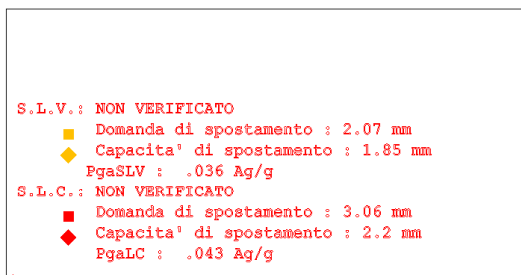 S.L.V.: NON VERIFICATO
Domanda di spostamento : 2.07 mm
Capacita' di spostamento : 1.85 mm
PgaSLV : .036 Ag/g
S.L.C.: NON VERIFICATO
Domanda di spostamento : 3.06 mm
Capacita' di spostamento : 2.2 mm
PgaLC : .043 Ag/g